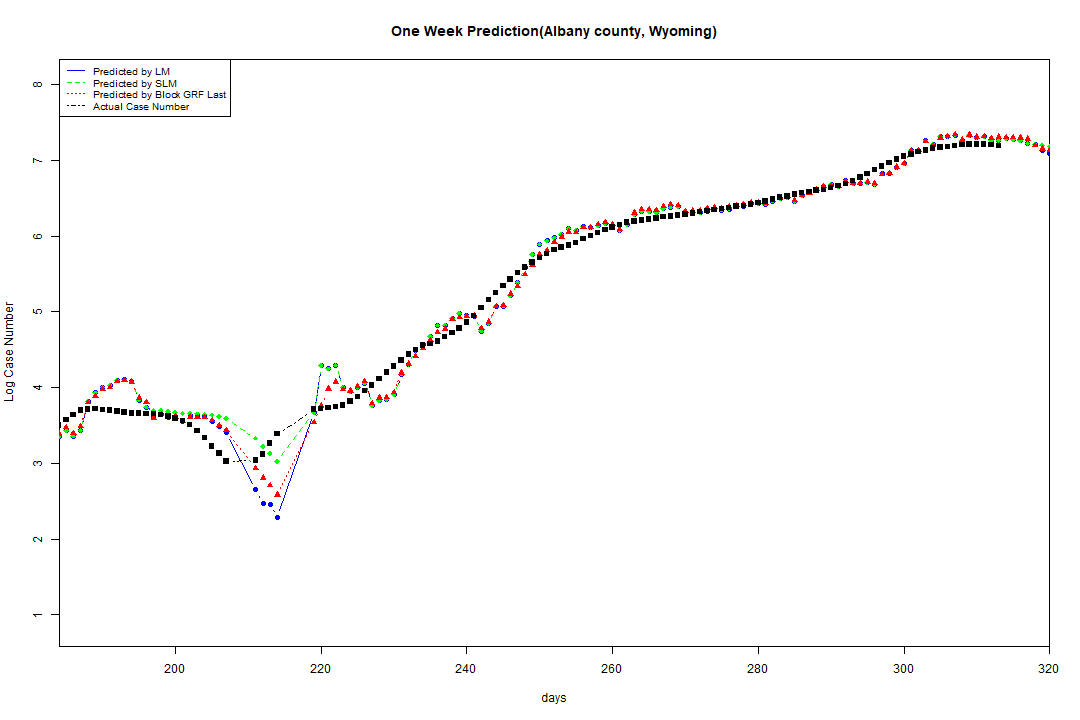 One Week Prediction(Albany county, Wyoming)
Predicted by LM
Predicted by SLM
Predicted by Block GRF Last
Actual Case Number
8
7
6
5
4
3
2
1
Log Case Number
200 220 240 260 280 300 320
days